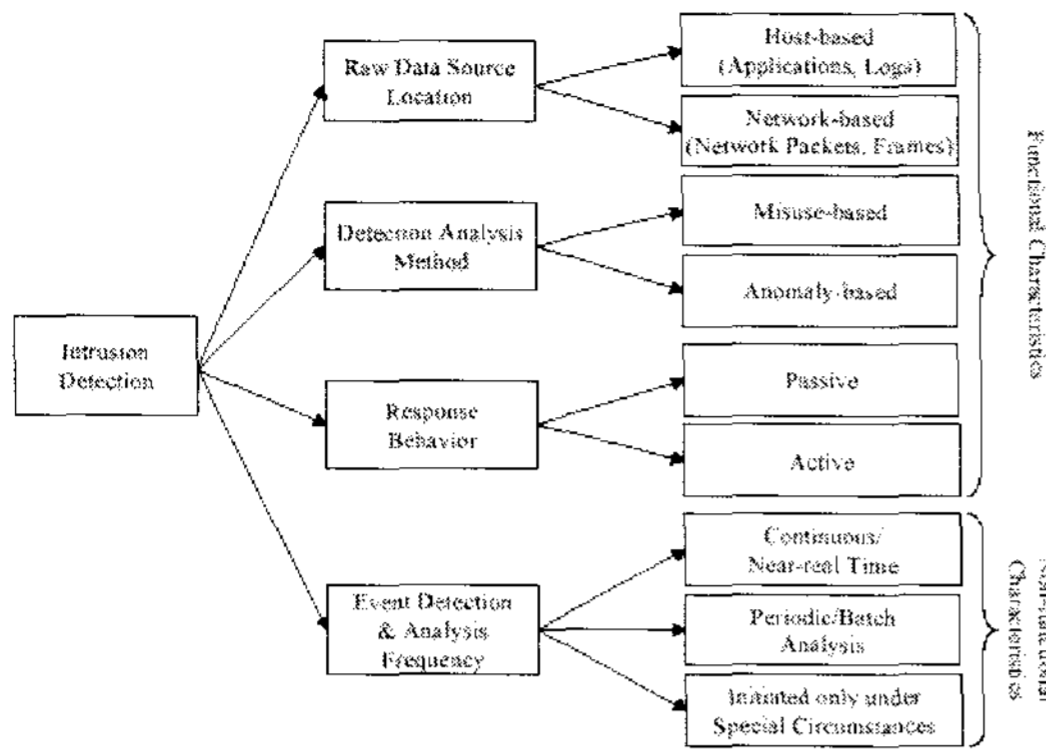 Host-based
(Applications, Logs)
Raw Data Source
Location
Network-based
(Network Packets, Frames)
Misuse-based
Detection Analysis
Method
Anomaly-based
Functional Characteristics
Intrusion
Detection
Passive
Response
Behavior
Active
Continuous/
Near-real Time
Event Detection
& Analysis
Frequency
Periodic/Batch
Analysis
Initiated only under
Special Circumstances
Characteristics